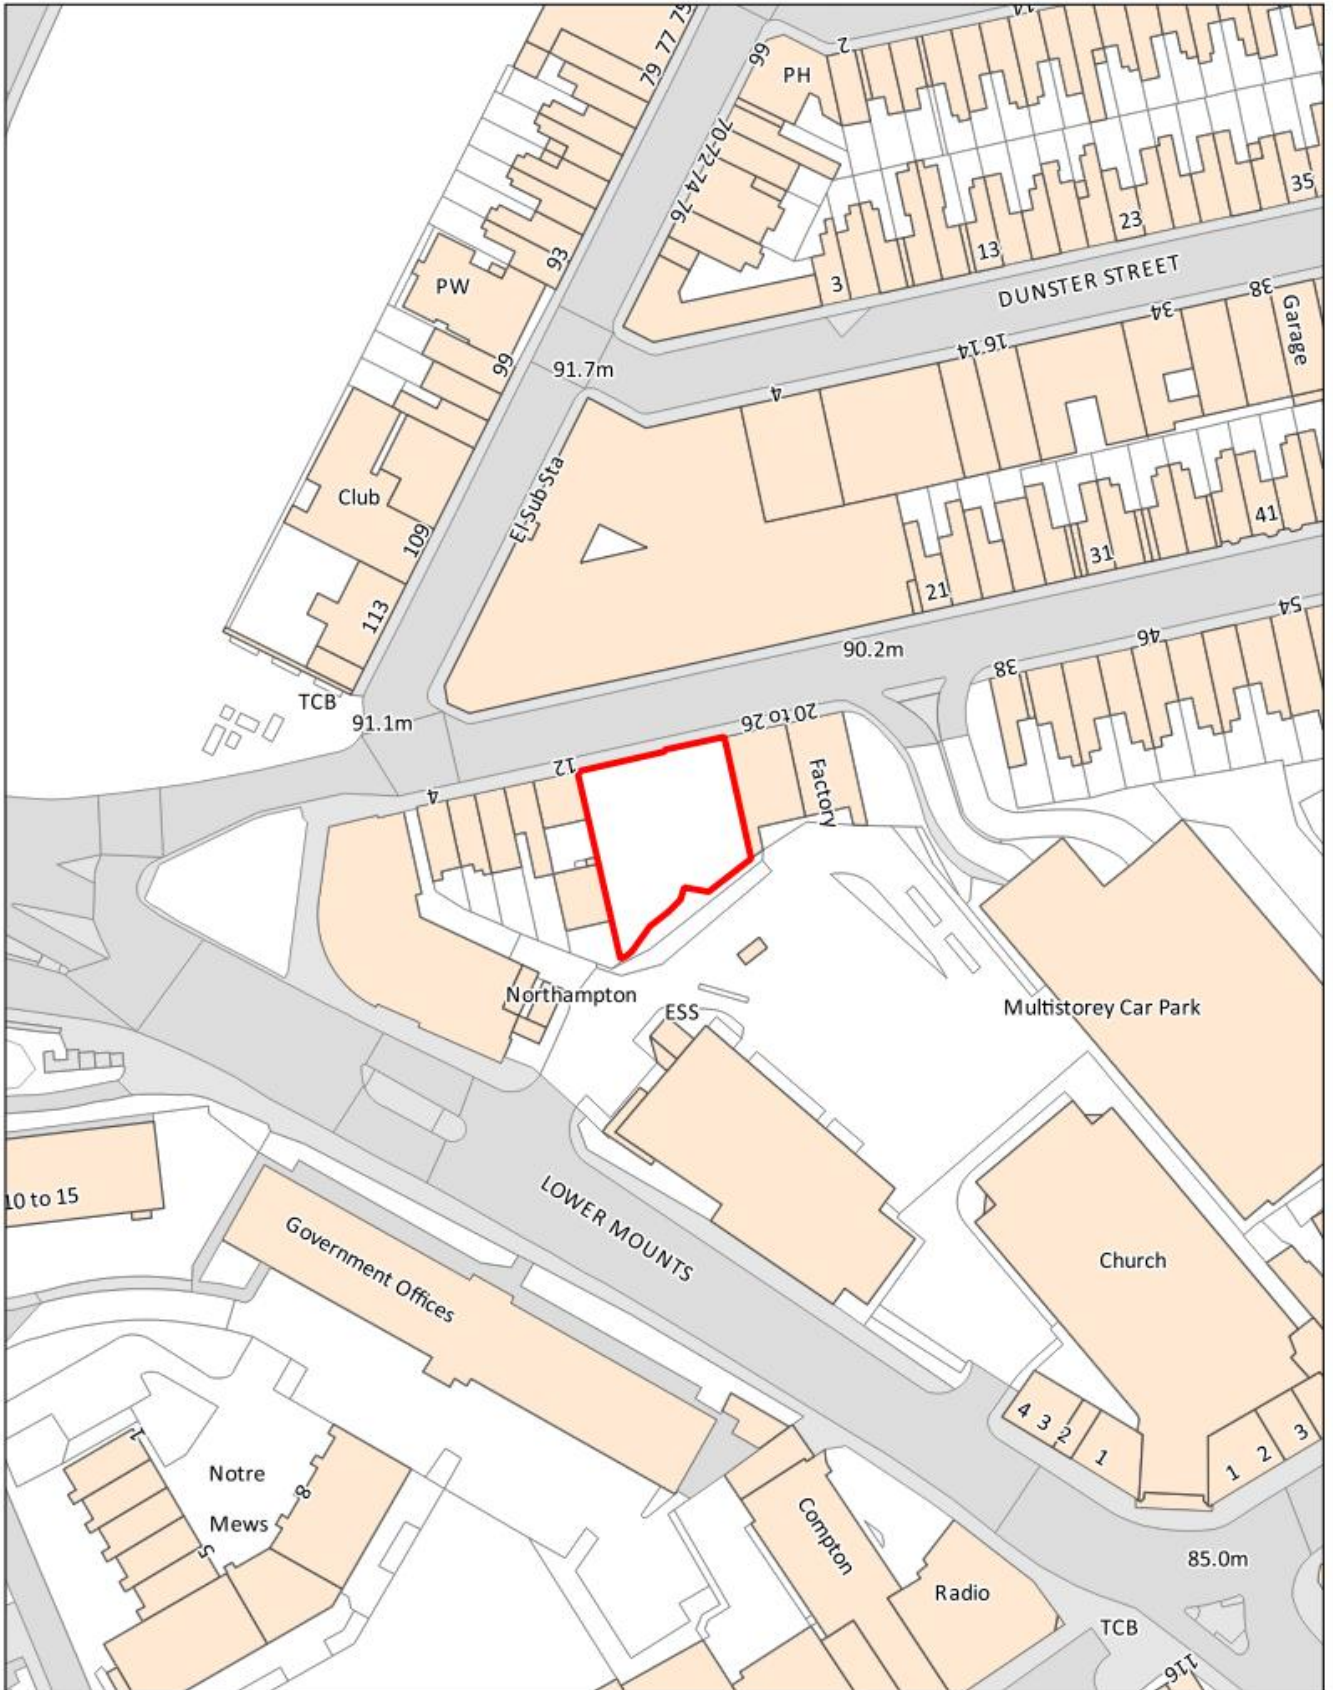 79 77 75
66
PH
2
14
70-72-74-76
35
23
13
3
93
PW
DUNSTER STREET
38
34
Garage
16 14
99
91.7m
4
Club
El Sub Sta
109
41
31
21
113
54
46
38
90.2m
TCB
91.1m
20 to 26
12
Factory
4
Northampton
ESS
Multistorey Car Park
10 to 15
LOWER MOUNTS
Government Offices
Church
4 3 2
1
1 2 3
1
Notre
8
Mews
5
Compton
85.0m
Radio
TCB
116